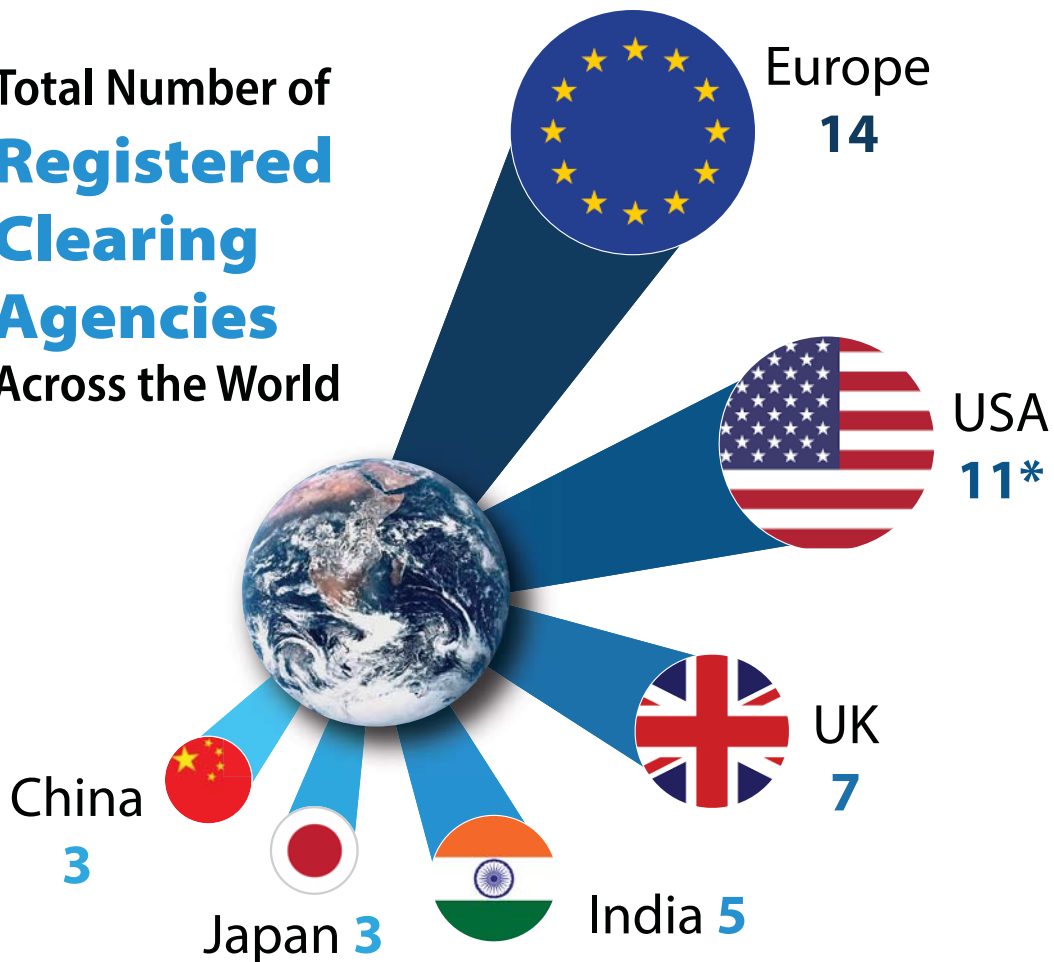 Total Number of
Registered
Clearing
Agencies
Across the World
Europe
14
USA
11*
UK
7
India 5
Japan 3
China
3